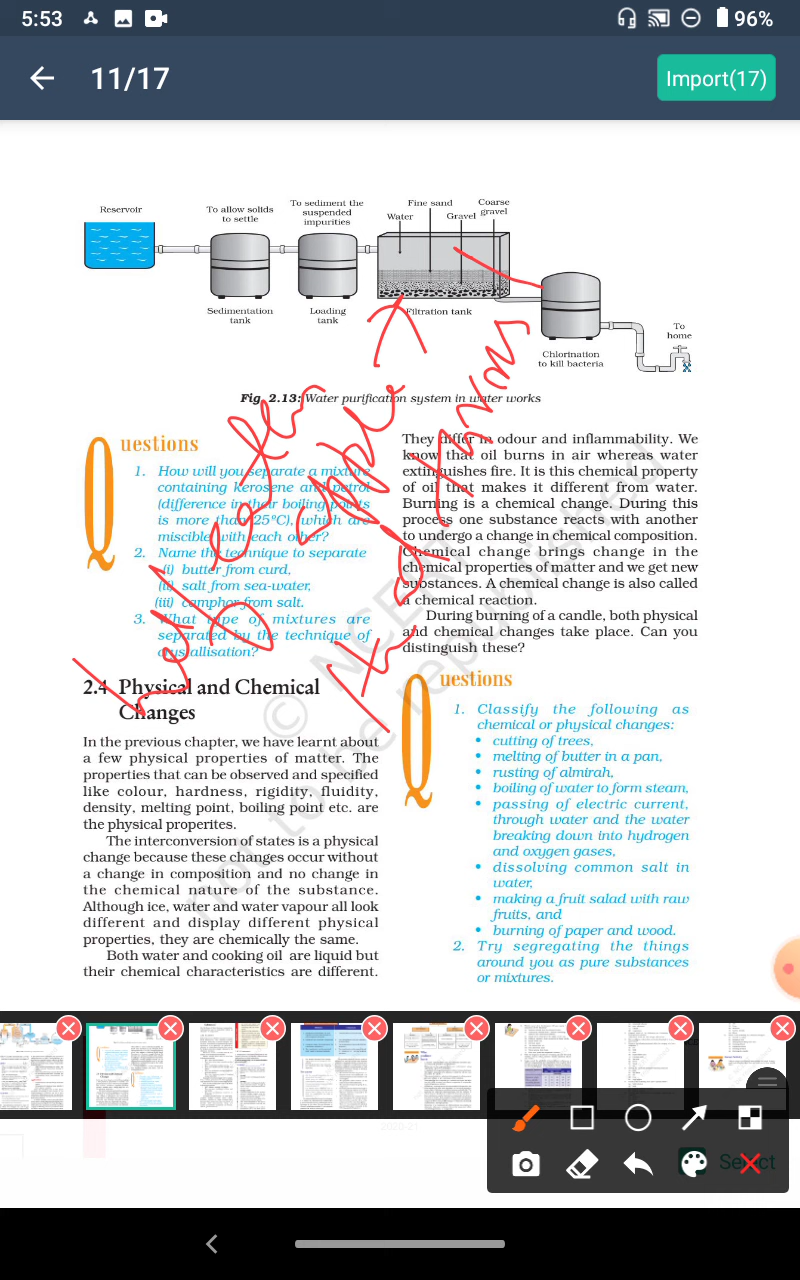 5:53
96%
11/17
Import(17)
Reservoir
To allow solids
to settle
To sediment the
suspended
impurities
Water
Fine sand
Gravel
Coarse
gravel
Sedimentation
tank
Loading
tank
Filtration tank
Chlorination
to kill bacteria
To
home
Fig. 2.13: Water purification system in water works
Questions
1. How will you separate a mixture
containing kerosene and petrol
(difference in their boiling points
is more than 25°C), which are
miscible with each other?
2. Name the technique to separate
(i) butter from curd,
(ii) salt from sea-water,
(iii) camphor from salt.
3. What type of mixtures are
separated by the technique of
crystallisation?
2.4 Physical and Chemical
Changes
In the previous chapter, we have learnt about
a few physical properties of matter. The
properties that can be observed and specified
like colour, hardness, rigidity, fluidity,
density, melting point, boiling point etc. are
the physical properites.
The interconversion of states is a physical
change because these changes occur without
a change in composition and no change in
the chemical nature of the substance.
Although ice, water and water vapour all look
different and display different physical
properties, they are chemically the same.
Both water and cooking oil are liquid but
their chemical characteristics are different.
They differ in odour and inflammability. We
know that oil burns in air whereas water
extinguishes fire. It is this chemical property
of oil that makes it different from water.
Burning is a chemical change. During this
process one substance reacts with another
to undergo a change in chemical composition.
Chemical change brings change in the
chemical properties of matter and we get new
substances. A chemical change is also called
a chemical reaction.
During burning of a candle, both physical
and chemical changes take place. Can you
distinguish these?
Questions
1. Classify the following as
chemical or physical changes:
• cutting of trees,
• melting of butter in a pan,
• rusting of almirah,
• boiling of water to form steam,
• passing of electric current,
through water and the water
breaking down into hydrogen
and oxygen gases,
• dissolving common salt in
water,
• making a fruit salad with raw
fruits, and
• burning of paper and wood.
2. Try segregating the things
around you as pure substances
or mixtures.
© NCERT
not to be republished
2020-21
Select